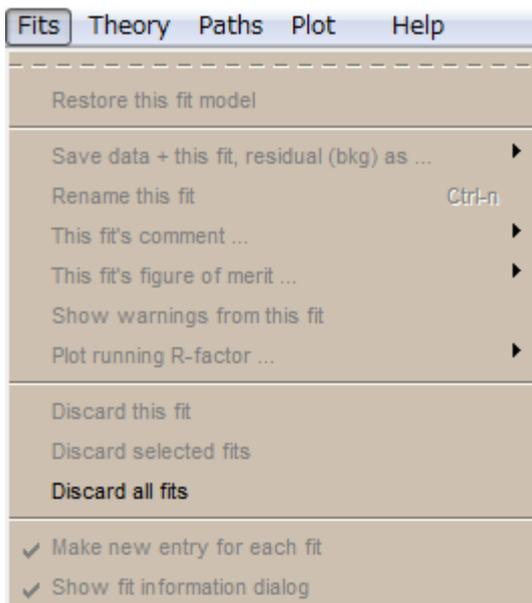 Fits Theory Paths Plot Help
Restore this fit model
Save data + this fit, residual (bkg) as ...
Rename this fit Ctrl-n
This fit's comment ...
This fit's figure of merit ...
Show warnings from this fit
Plot running R-factor ...
Discard this fit
Discard selected fits
Discard all fits
Make new entry for each fit
Show fit information dialog